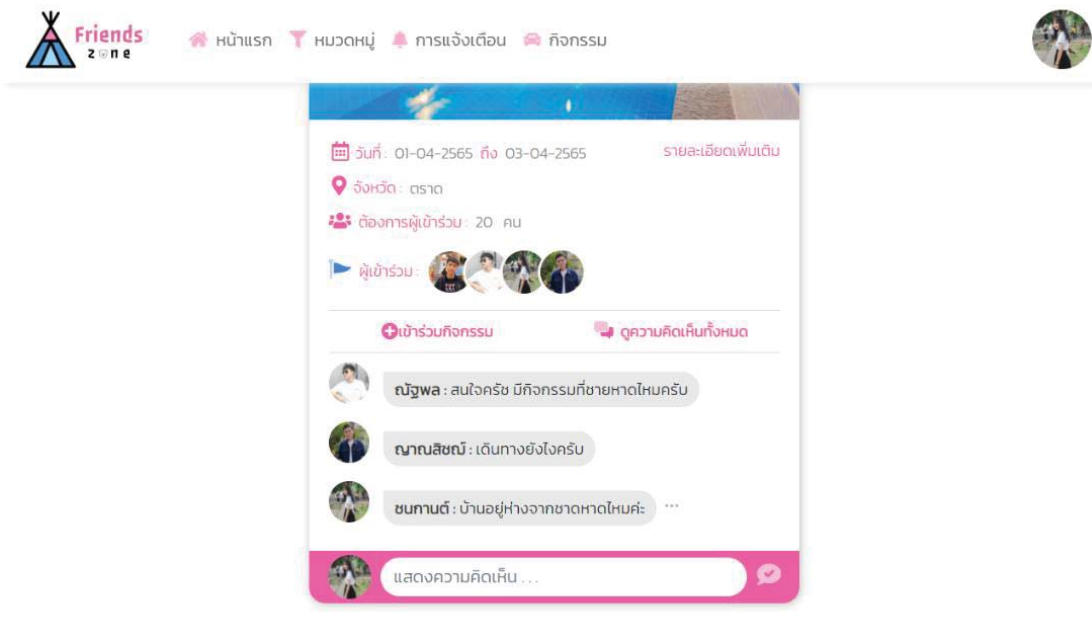 Friends
zone
หน้าแรก หมวดหมู่ การแจ้งเตือน กิจกรรม
วันที่ : 01-04-2565 ถึง 03-04-2565 รายละเอียดเพิ่มเติม
จังหวัด : ตราด
ต้องการผู้เข้าร่วม : 20 คน
ผู้เข้าร่วม :
เข้าร่วมกิจกรรม ดูความคิดเห็นทั้งหมด
ณัฐพล : สนใจครัช มีกิจกรรมที่ชายหาดไหมครับ
ญาณสิชฌ์ : เดินทางยังไงครับ
ชนกานต์ : บ้านอยู่ห่างจากชาดหาดไหมค่ะ ...
แสดงความคิดเห็น ...